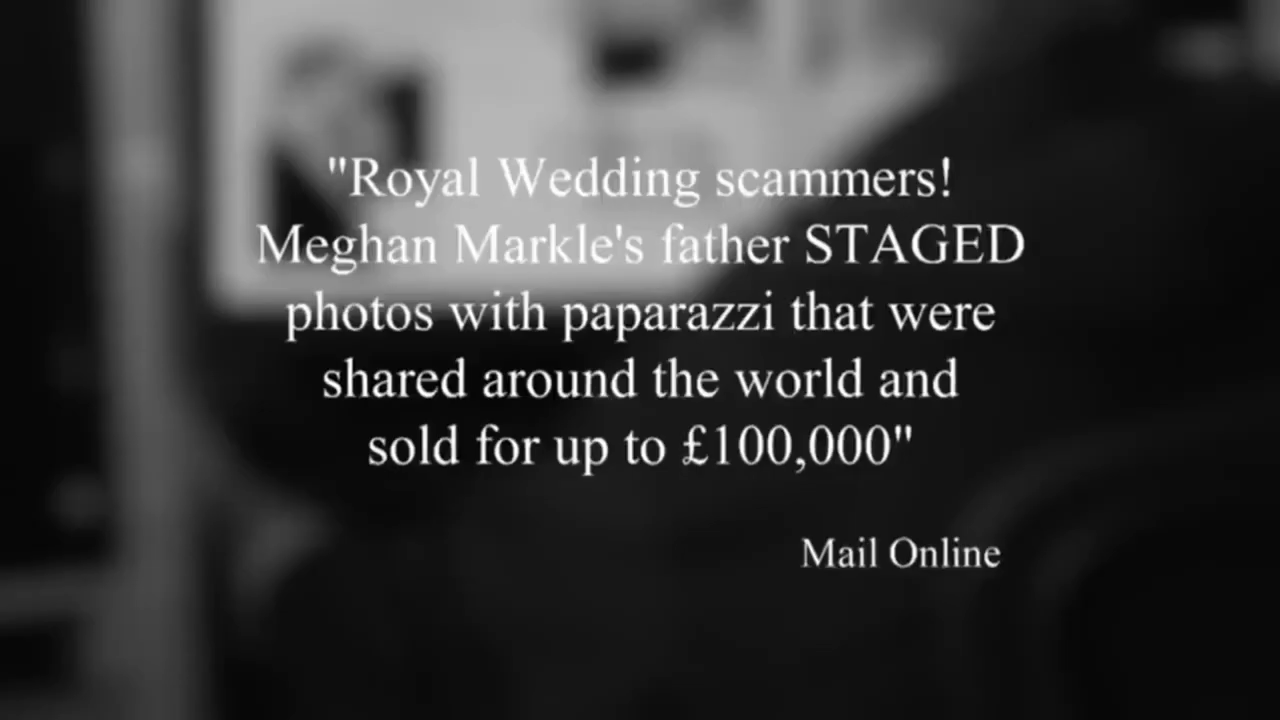 "Royal Wedding scammers!
Meghan Markle's father STAGED
photos with paparazzi that were
shared around the world and
sold for up to £100,000"
Mail Online